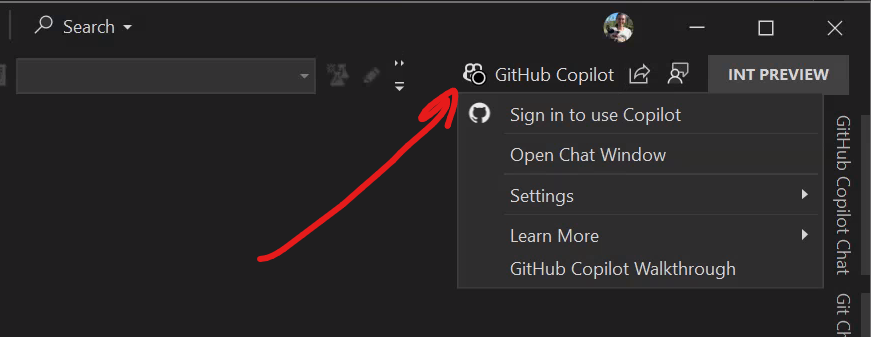 Search
GitHub Copilot
INT PREVIEW
Sign in to use Copilot
Open Chat Window
Settings
Learn More
GitHub Copilot Walkthrough
GitHub Copilot Chat
Git Ch